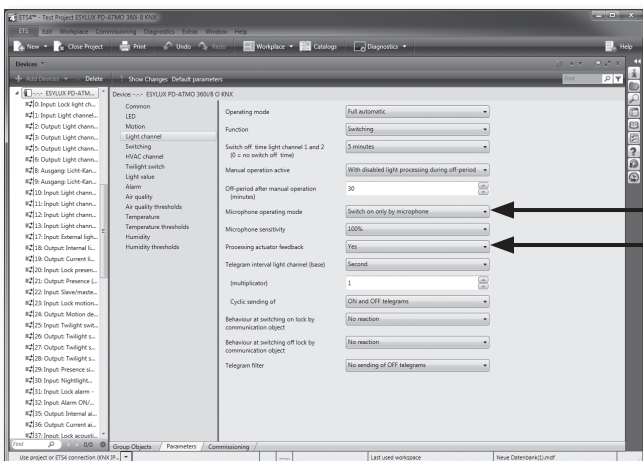 ETS4™ - Test Project ESYLUX PD-ATMO 360i-8 KNX
ETS Edit Workplace Commissioning Diagnostics Extras Window Help
New Close Project Print Undo Redo Workplace Catalogs Diagnostics Help
Devices
Add Devices Delete Show Changes Default parameters Find
-.-.- ESYLUX PD-ATM...
0: Input: Lock light ch...
1: Input: Light channel...
2: Output: Light chann...
3: Output: Light chann...
5: Output: Light chann...
6: Output: Light chann...
8: Ausgang: Licht-Kan...
9: Ausgang: Licht-Kan...
10: Input: Light chann...
11: Input: Light chann...
12: Input: Light chann...
13: Input: Light chann...
17: Input: External ligh...
18: Output: Internal li...
19: Output: Current li...
20: Input: Lock presen...
21: Output: Presence (...
22: Input: Slave/maste...
23: Input: Lock motion...
24: Output: Motion de...
25: Input: Twilight swit...
26: Output: Twilight s...
27: Output: Twilight s...
28: Output: Twilight s...
29: Input: Presence si...
30: Input: Nightlight...
31: Input: Lock alarm -
32: Input: Alarm ON/...
35: Output: Internal ai...
36: Output: Current ai...
37: Input: Lock acousti...
Find 0/0
Device: -.-.- ESYLUX PD-ATMO 360i/8 O KNX
Common
LED
Motion
Light channel
Switching
HVAC channel
Twilight switch
Light value
Alarm
Air quality
Air quality thresholds
Temperature
Temperature thresholds
Humidity
Humidity thresholds
Operating mode Full automatic
Function Switching
Switch off time light channel 1 and 2 5 minutes
(0 = no switch off time)
Manual operation active With disabled light processing during off-period
Off-period after manual operation 30
(minutes)
Microphone operating mode Switch on only by microphone
Microphone sensitivity 100%
Processing actuator feedback Yes
Telegram interval light channel (base) Second
(multiplicator) 1
Cyclic sending of ON and OFF telegrams
Behaviour at switching on lock by No reaction
communication object
Behaviour at switching off lock by No reaction
communication object
Telegram filter No sending of OFF telegrams
Group Objects Parameters Commissioning
Use project or ETS4 connection (KNX IP... -.-.- Last used workspace Neue Datenbank(1).mdf